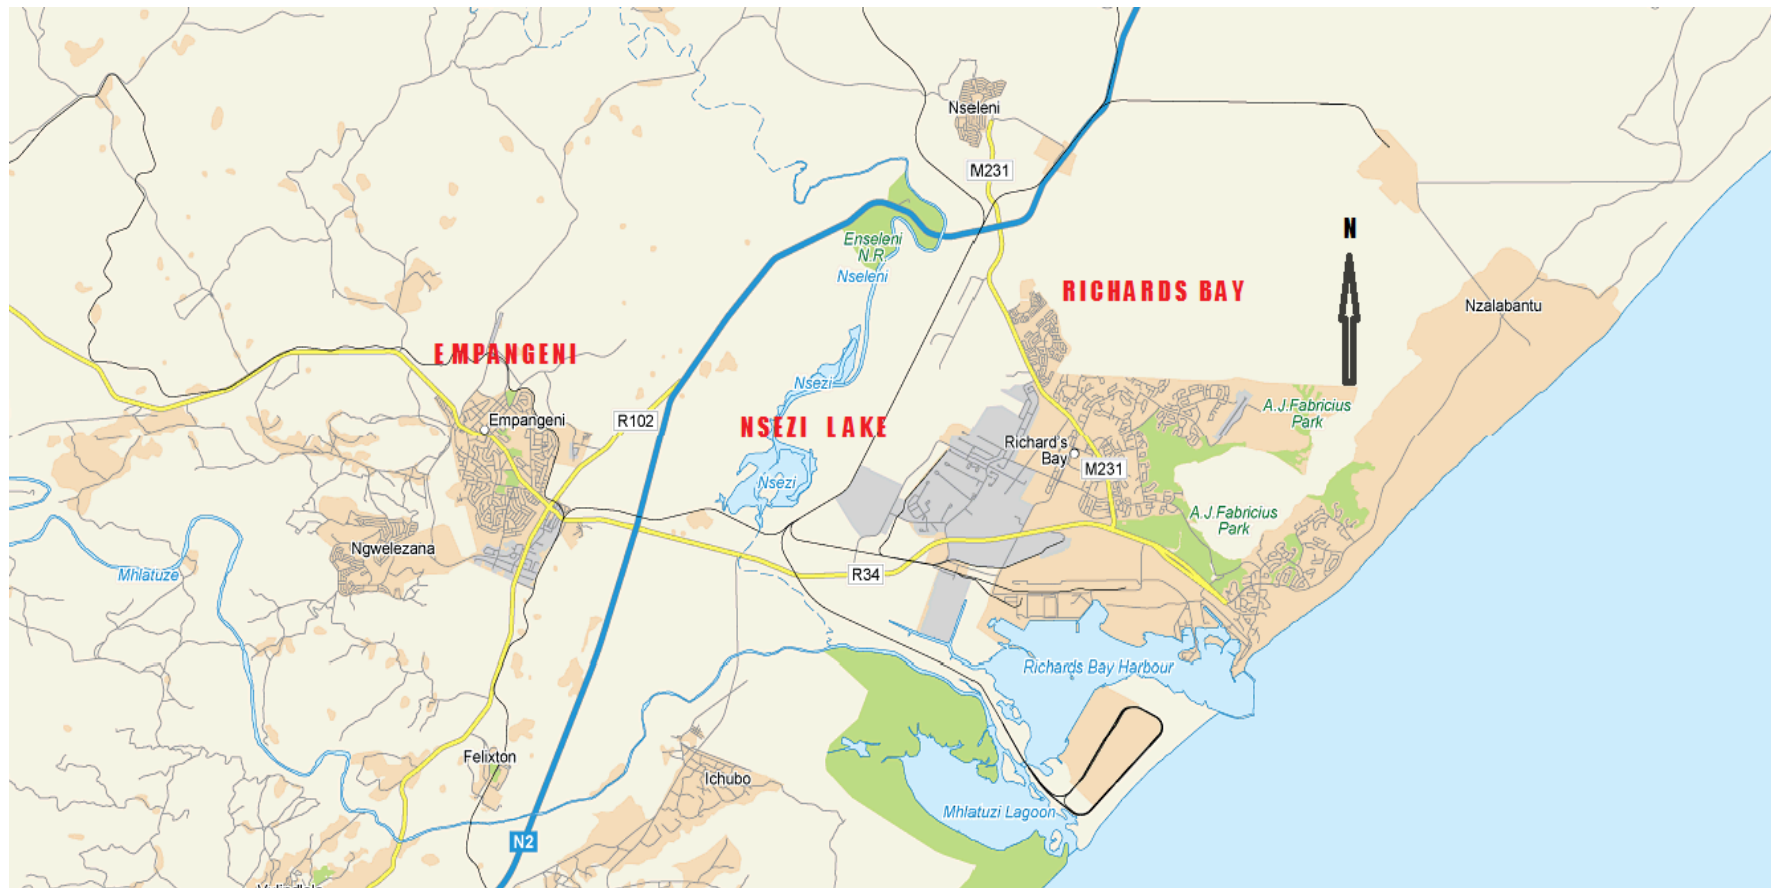 Nseleni
M231
N
Enseleni
N.R.
Nseleni
RICHARDS BAY
Nzalabantu
EMPANGENI
Nsezi
A.J.Fabricius
Park
Empangeni
R102
NSEZI LAKE
Richard's
Bay
M231
Nsezi
A.J.Fabricius
Park
Ngwelezana
Mhlatuze
R34
Richards Bay Harbour
Felixton
Ichubo
Mhlatuzi Lagoon
N2